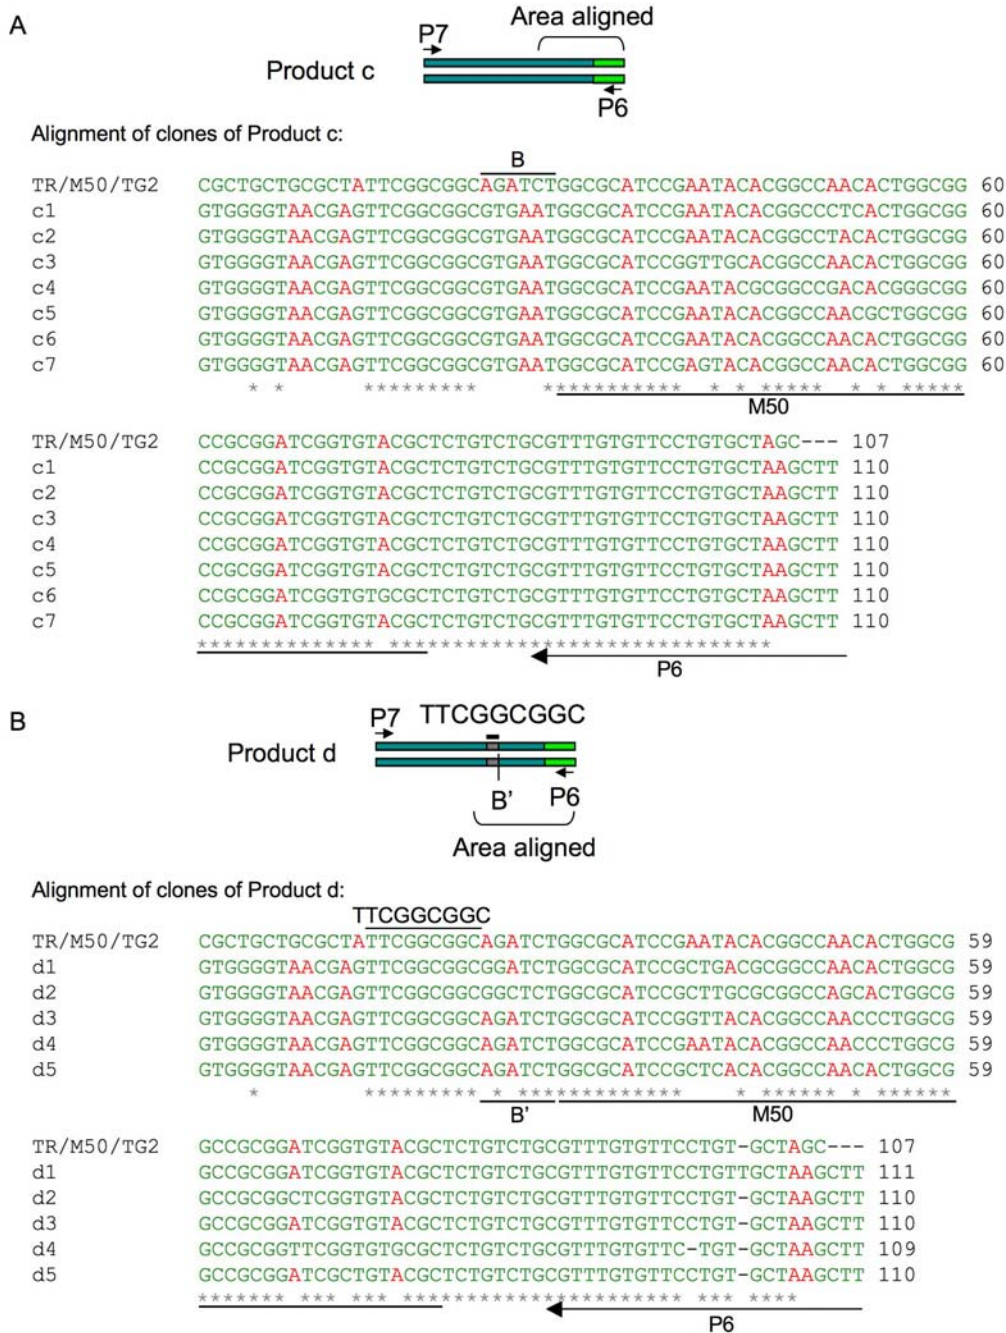 A
Area aligned
P7
Product c
P6
Alignment of clones of Product c:
B
TR/M50/TG2 CGCTGCTGCGCTATTCGGCGGCAGATCTGGCGCATCCGAATACACGGCCAACACTGGCGG 60
c1 GTGGGGTAACGAGTTCGGCGGCGTGAATGGCGCATCCGAATACACGGCCCTCACTGGCGG 60
c2 GTGGGGTAACGAGTTCGGCGGCGTGAATGGCGCATCCGAATACACGGCCTACACTGGCGG 60
c3 GTGGGGTAACGAGTTCGGCGGCGTGAATGGCGCATCCGGTTGCACGGCCAACACTGGCGG 60
c4 GTGGGGTAACGAGTTCGGCGGCGTGAATGGCGCATCCGAATACGCGGCCGACACTGGCGG 60
c5 GTGGGGTAACGAGTTCGGCGGCGTGAATGGCGCATCCGAATACACGGCCAACGCTGGCGG 60
c6 GTGGGGTAACGAGTTCGGCGGCGTGAATGGCGCATCCGAATACACGGCCAACACTGGCGG 60
c7 GTGGGGTAACGAGTTCGGCGGCGTGAATGGCGCATCCGAGTACACGGCCAACACTGGCGG 60
* * ********* *********** * * ***** * * *****
M50
TR/M50/TG2 CCGCGGATCGGTGTACGCTCTGTCTGCGTTTGTGTTCCTGTGCTAGC--- 107
c1 CCGCGGATCGGTGTACGCTCTGTCTGCGTTTGTGTTCCTGTGCTAAGCTT 110
c2 CCGCGGATCGGTGTACGCTCTGTCTGCGTTTGTGTTCCTGTGCTAAGCTT 110
c3 CCGCGGATCGGTGTACGCTCTGTCTGCGTTTGTGTTCCTGTGCTAAGCTT 110
c4 CCGCGGATCGGTGTACGCTCTGTCTGCGTTTGTGTTCCTGTGCTAAGCTT 110
c5 CCGCGGATCGGTGTACGCTCTGTCTGCGTTTGTGTTCCTGTGCTAAGCTT 110
c6 CCGCGGATCGGTGTGCGCTCTGTCTGCGTTTGTGTTCCTGTGCTAAGCTT 110
c7 CCGCGGATCGGTGTACGCTCTGTCTGCGTTTGTGTTCCTGTGCTAAGCTT 110
************** ******************************
P6
B
P7 TTCGGCGGC
Product d
B' P6
Area aligned
Alignment of clones of Product d:
TTCGGCGGC
TR/M50/TG2 CGCTGCTGCGCTATTCGGCGGCAGATCTGGCGCATCCGAATACACGGCCAACACTGGCG 59
d1 GTGGGGTAACGAGTTCGGCGGCGGATCTGGCGCATCCGCTGACGCGGCCAACACTGGCG 59
d2 GTGGGGTAACGAGTTCGGCGGCGGCTCTGGCGCATCCGCTTGCGCGGCCAGCACTGGCG 59
d3 GTGGGGTAACGAGTTCGGCGGCAGATCTGGCGCATCCGGTTACACGGCCAACCCTGGCG 59
d4 GTGGGGTAACGAGTTCGGCGGCAGATCTGGCGCATCCGAATACACGGCCAACCCTGGCG 59
d5 GTGGGGTAACGAGTTCGGCGGCAGATCTGGCGCATCCGCTCACACGGCCAACACTGGCG 59
* ********* * ************* * ****** * ******
B' M50
TR/M50/TG2 GCCGCGGATCGGTGTACGCTCTGTCTGCGTTTGTGTTCCTGT-GCTAGC--- 107
d1 GCCGCGGATCGGTGTACGCTCTGTCTGCGTTTGTGTTCCTGTTGCTAAGCTT 111
d2 GCCGCGGCTCGGTGTACGCTCTGTCTGCGTTTGTGTTCCTGT-GCTAAGCTT 110
d3 GCCGCGGATCGGTGTACGCTCTGTCTGCGTTTGTGTTCCTGT-GCTAAGCTT 110
d4 GCCGCGGTTCGGTGTGCGCTCTGTCTGCGTTTGTGTTC-TGT-GCTAAGCTT 109
d5 GCCGCGGATCGCTGTACGCTCTGTCTGCGTTTGTGTTCCTGT-GCTAAGCTT 110
******* *** *** ********************** *** ****
P6